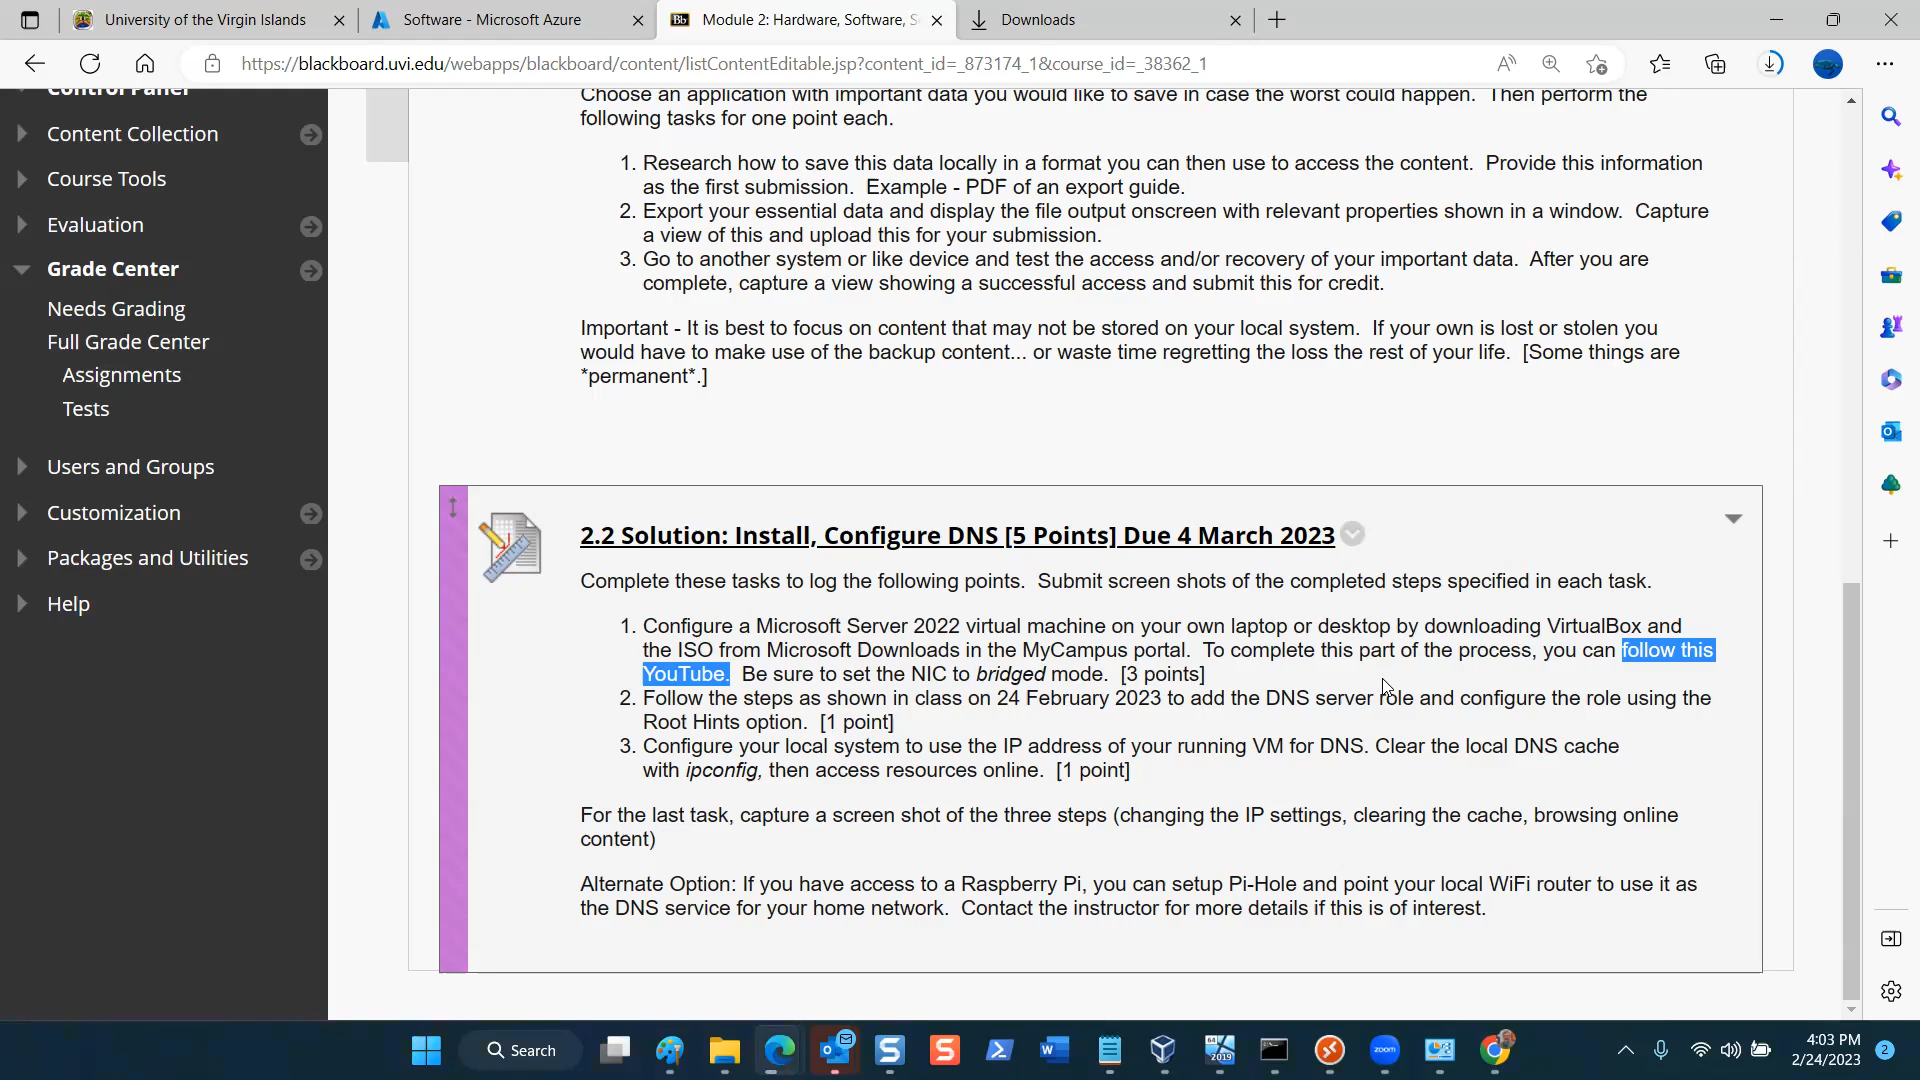 University of the Virgin Islands
Software - Microsoft Azure
Module 2: Hardware, Software, S
Downloads
https://blackboard.uvi.edu/webapps/blackboard/content/listContentEditable.jsp?content_id=_873174_1&course_id=_38362_1
Control Panel
Content Collection
Course Tools
Evaluation
Grade Center
Needs Grading
Full Grade Center
Assignments
Tests
Users and Groups
Customization
Packages and Utilities
Help
Choose an application with important data you would like to save in case the worst could happen.  Then perform the
following tasks for one point each.
1. Research how to save this data locally in a format you can then use to access the content.  Provide this information
as the first submission.  Example - PDF of an export guide.
2. Export your essential data and display the file output onscreen with relevant properties shown in a window.  Capture
a view of this and upload this for your submission.
3. Go to another system or like device and test the access and/or recovery of your important data.  After you are
complete, capture a view showing a successful access and submit this for credit.
Important - It is best to focus on content that may not be stored on your local system.  If your own is lost or stolen you
would have to make use of the backup content... or waste time regretting the loss the rest of your life.  [Some things are
*permanent*.]
2.2 Solution: Install, Configure DNS [5 Points] Due 4 March 2023
Complete these tasks to log the following points.  Submit screen shots of the completed steps specified in each task.
1. Configure a Microsoft Server 2022 virtual machine on your own laptop or desktop by downloading VirtualBox and
the ISO from Microsoft Downloads in the MyCampus portal.  To complete this part of the process, you can follow this
YouTube.  Be sure to set the NIC to bridged mode.  [3 points]
2. Follow the steps as shown in class on 24 February 2023 to add the DNS server role and configure the role using the
Root Hints option.  [1 point]
3. Configure your local system to use the IP address of your running VM for DNS. Clear the local DNS cache
with ipconfig, then access resources online.  [1 point]
For the last task, capture a screen shot of the three steps (changing the IP settings, clearing the cache, browsing online
content)
Alternate Option: If you have access to a Raspberry Pi, you can setup Pi-Hole and point your local WiFi router to use it as
the DNS service for your home network.  Contact the instructor for more details if this is of interest.
Search
64
2019
zoom
4:03 PM
2/24/2023
2